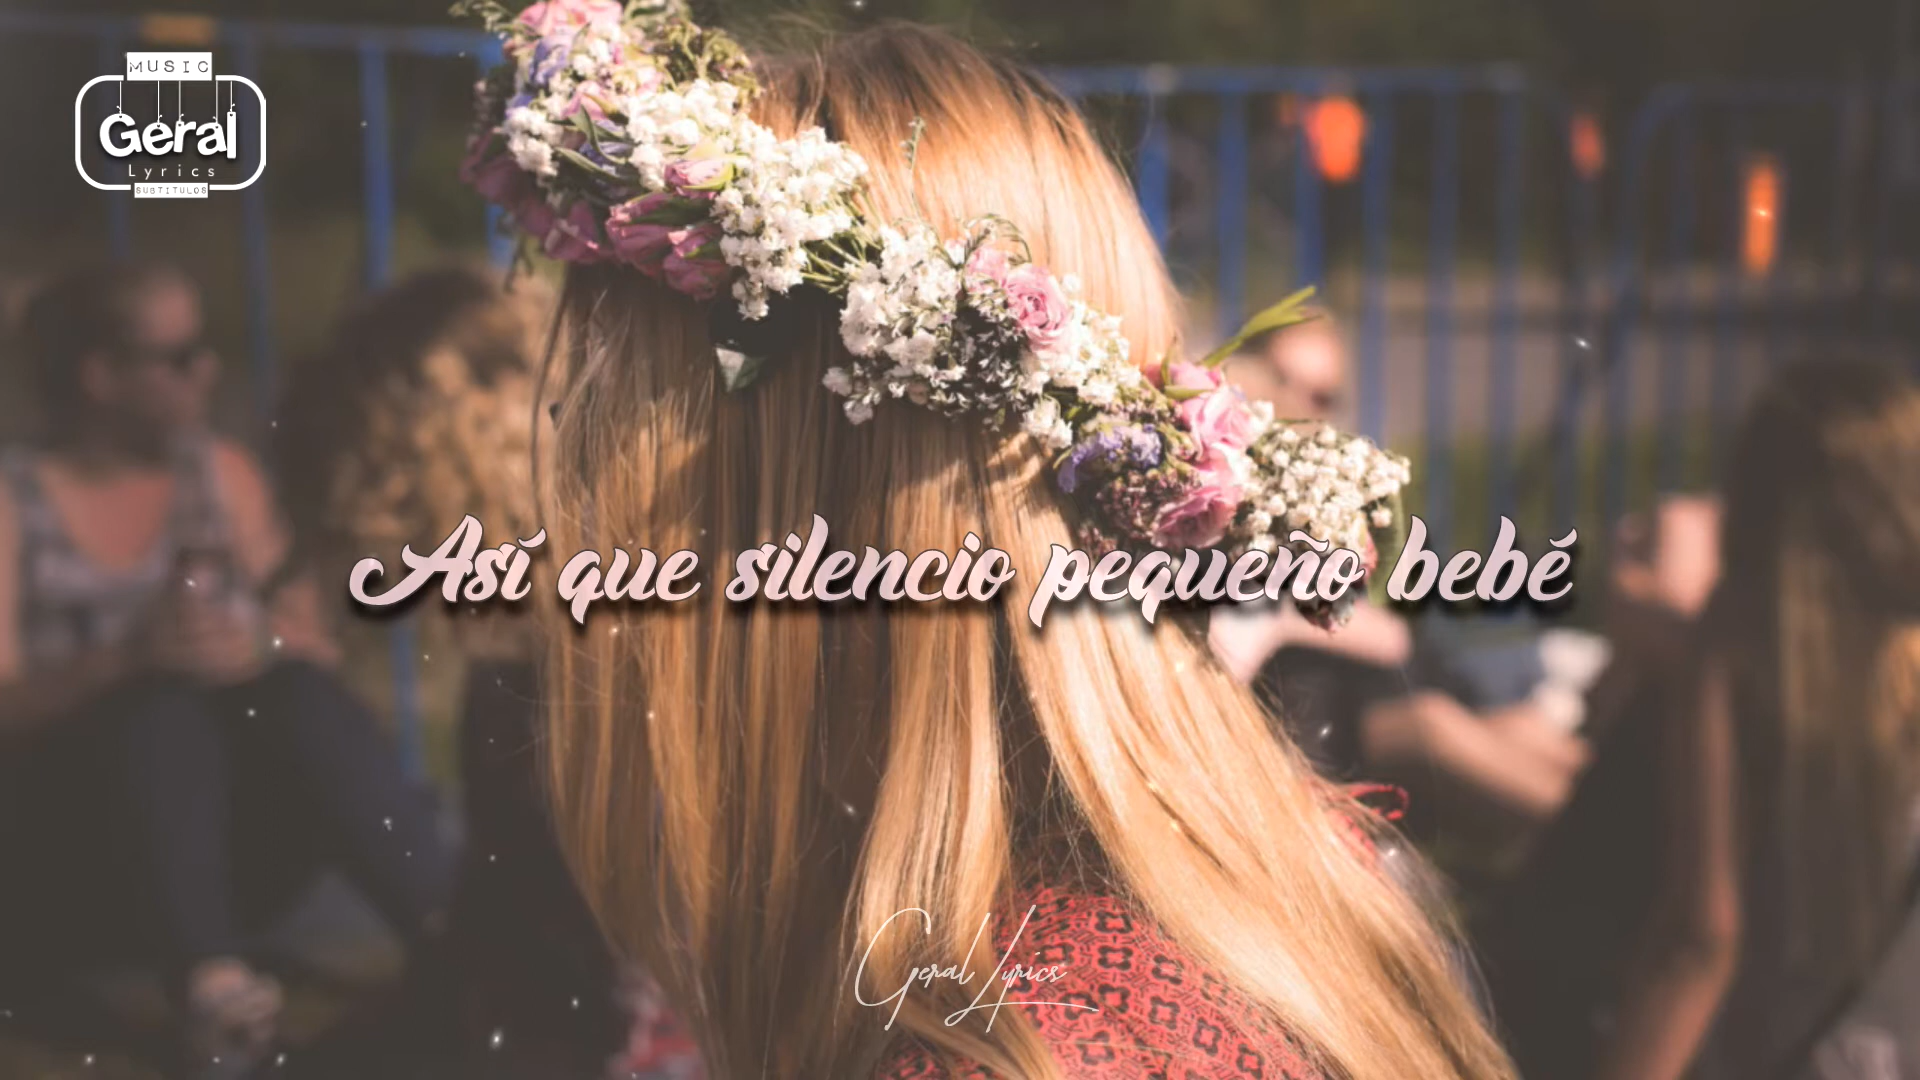 MUSIC
Geral
Lyrics
SUBTITULOS
Así que silencio pequeño bebé
Geral Lyrics